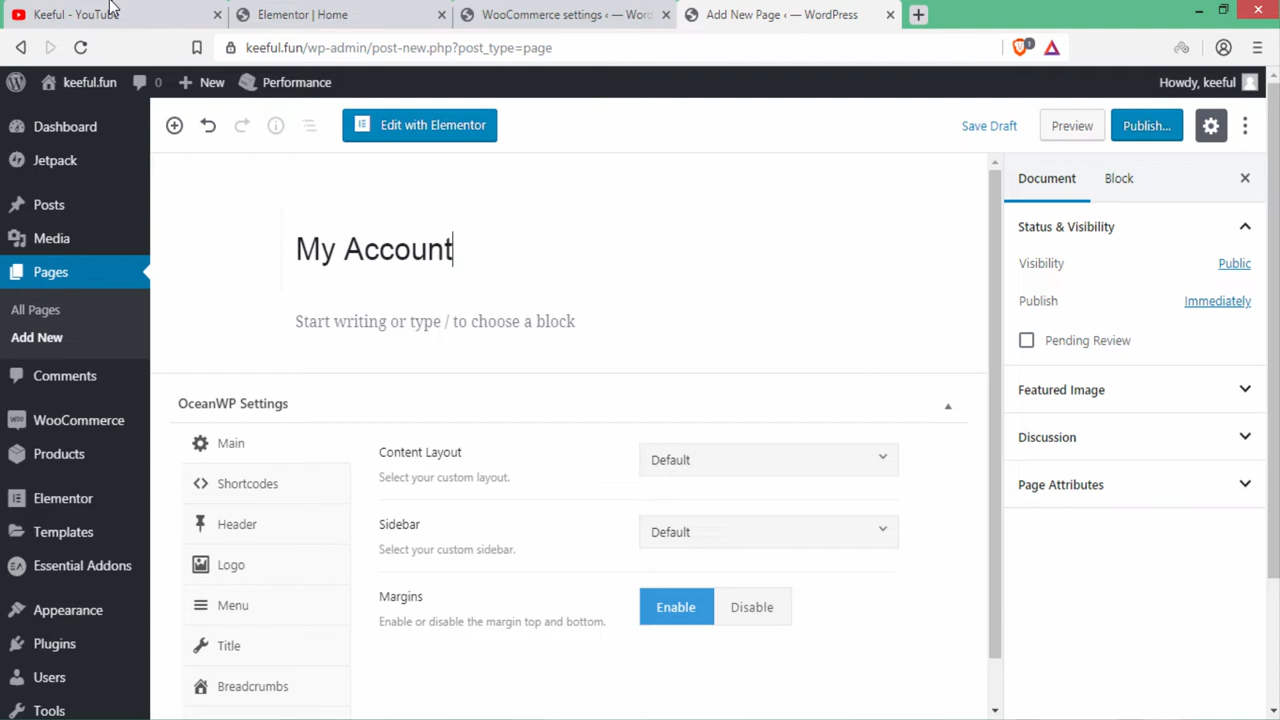 Keeful - YouTube
Elementor | Home
WooCommerce settings ‹ — Word
Add New Page ‹ — WordPress
keeful.fun/wp-admin/post-new.php?post_type=page
1
keeful.fun
0
New
Performance
Howdy, keeful
Dashboard
Jetpack
Posts
Media
Pages
All Pages
Add New
Comments
WooCommerce
Products
Elementor
Templates
Essential Addons
Appearance
Plugins
Users
Tools
Edit with Elementor
Save Draft
Preview
Publish...
My Account
Start writing or type / to choose a block
OceanWP Settings
Main
Shortcodes
Header
Logo
Menu
Title
Breadcrumbs
Content Layout
Select your custom layout.
Default
Sidebar
Select your custom sidebar.
Default
Margins
Enable or disable the margin top and bottom.
Enable
Disable
Document
Block
Status & Visibility
Visibility
Public
Publish
Immediately
Pending Review
Featured Image
Discussion
Page Attributes